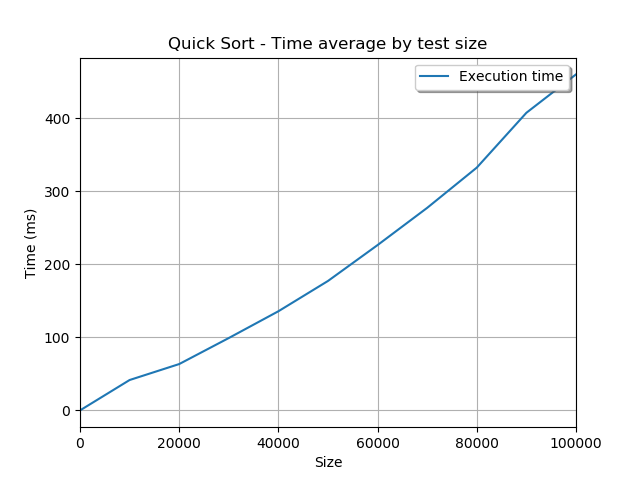 Quick Sort - Time average by test size
Execution time
Time (ms)
400
300
200
100
0
0 20000 40000 60000 80000 100000
Size